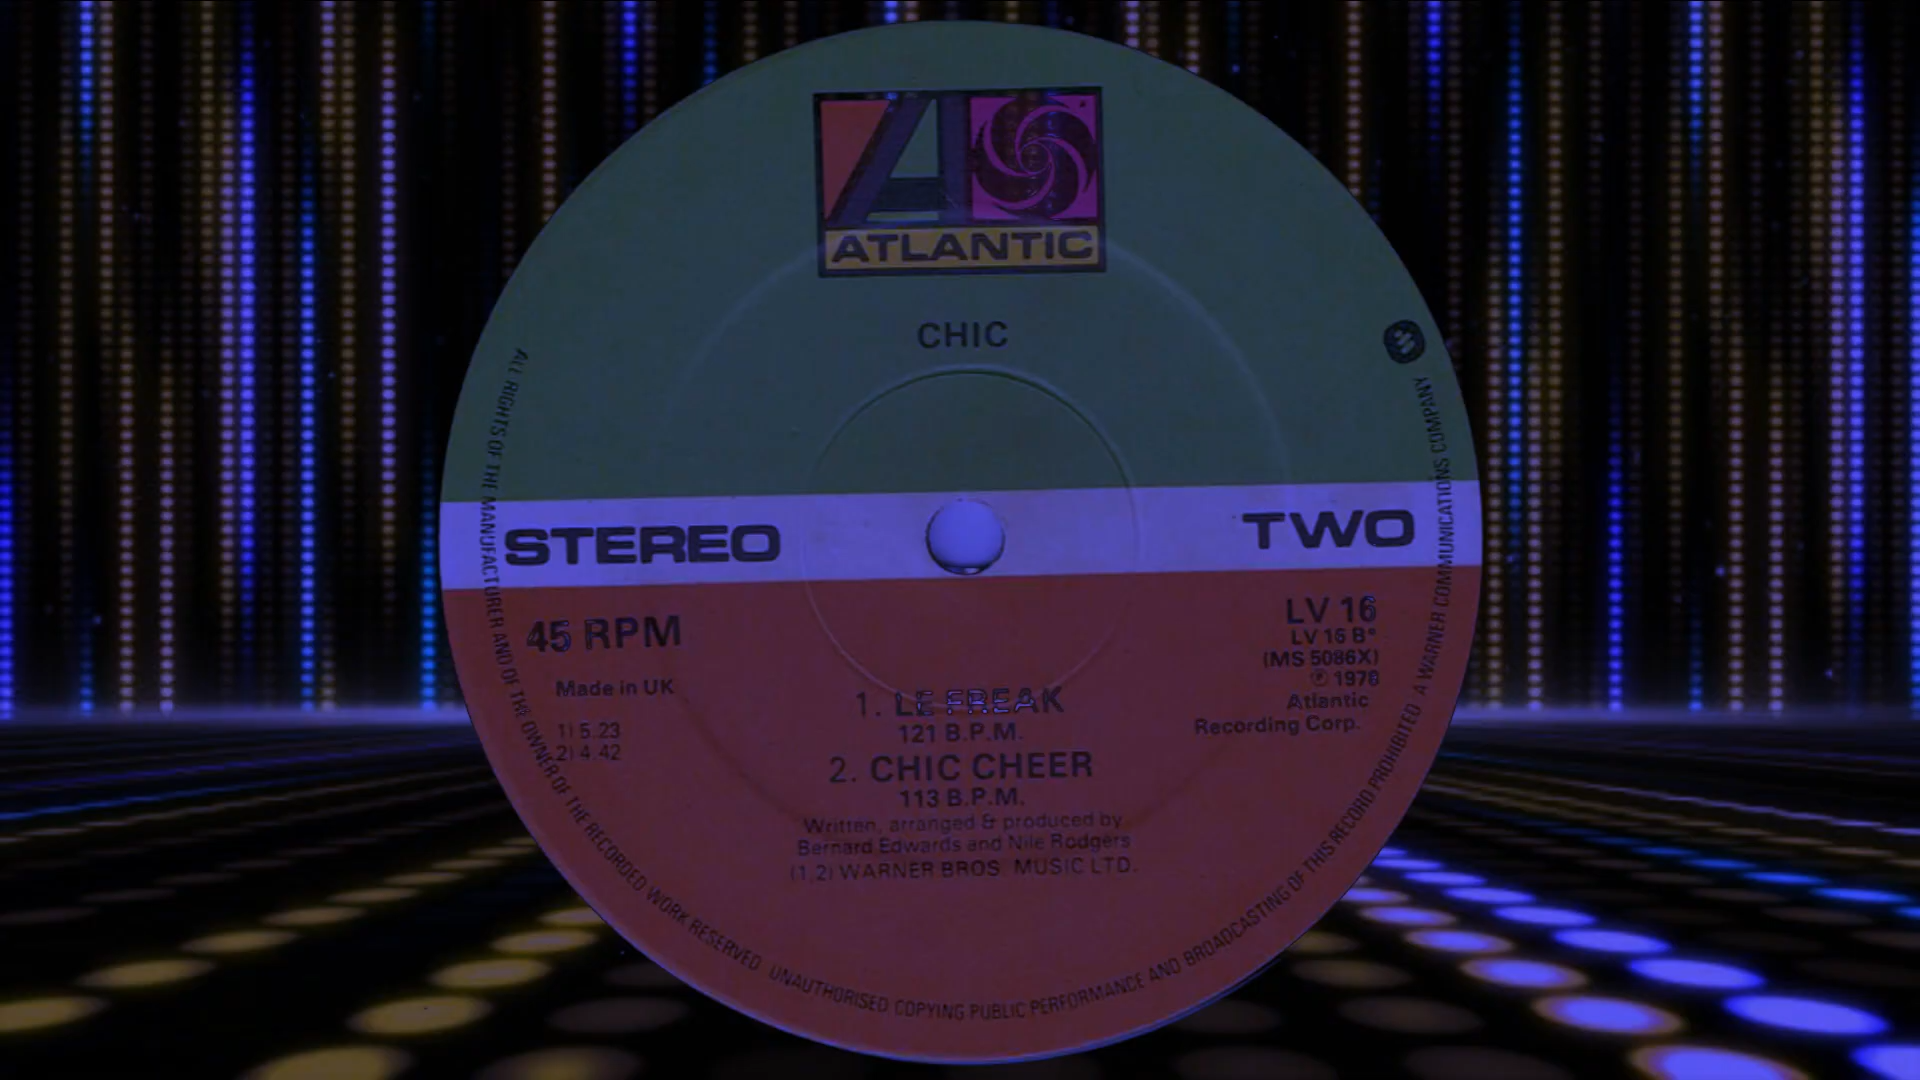 ATLANTIC
CHIC
STEREO
TWO
45 RPM
Made in UK
1) 5.23
2) 4.42
LV 16
LV 16 B°
(MS 5086X)
℗ 1978
Atlantic
Recording Corp.
1. LE FREAK
121 B.P.M.
2. CHIC CHEER
113 B.P.M.
Written, arranged & produced by
Bernard Edwards and Nile Rodgers
(1,2) WARNER BROS. MUSIC LTD.
ALL RIGHTS OF THE MANUFACTURER AND OF THE OWNER OF THE RECORDED WORK RESERVED. UNAUTHORISED COPYING PUBLIC PERFORMANCE AND BROADCASTING OF THIS RECORD PROHIBITED. A WARNER COMMUNICATIONS COMPANY